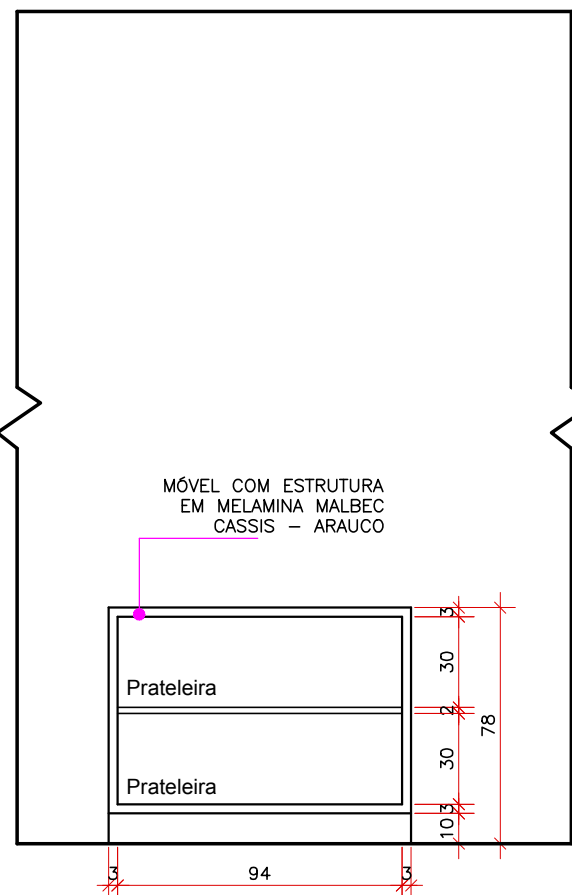 MÓVEL COM ESTRUTURA
EM MELAMINA MALBEC
CASSIS – ARAUCO
Prateleira
Prateleira
3
30
2
30
3
10
78
3
94
3